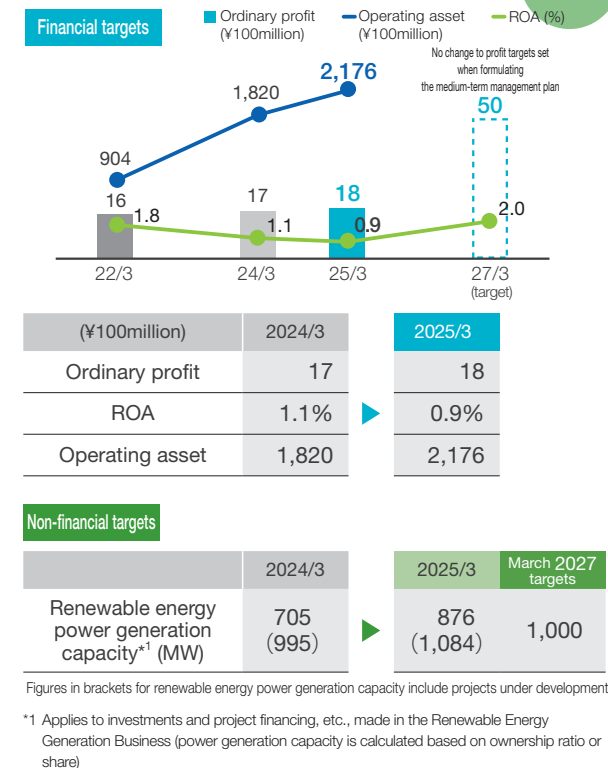 Financial targets
Ordinary profit
(¥100million)
Operating asset
(¥100million)
ROA (%)
No change to profit targets set
when formulating
the medium-term management plan
50
2,176
1,820
904
16
1.8
17
1.1
18
0.9
2.0
22/3
24/3
25/3
27/3
(target)
(¥100million) 2024/3 2025/3
Ordinary profit 17 18
ROA 1.1% 0.9%
Operating asset 1,820 2,176
Non-financial targets
2024/3 2025/3 March 2027
targets
Renewable energy
power generation
capacity*1 (MW)
705
(995)
876
(1,084)
1,000
Figures in brackets for renewable energy power generation capacity include projects under development
*1 Applies to investments and project financing, etc., made in the Renewable Energy
Generation Business (power generation capacity is calculated based on ownership ratio or
share)